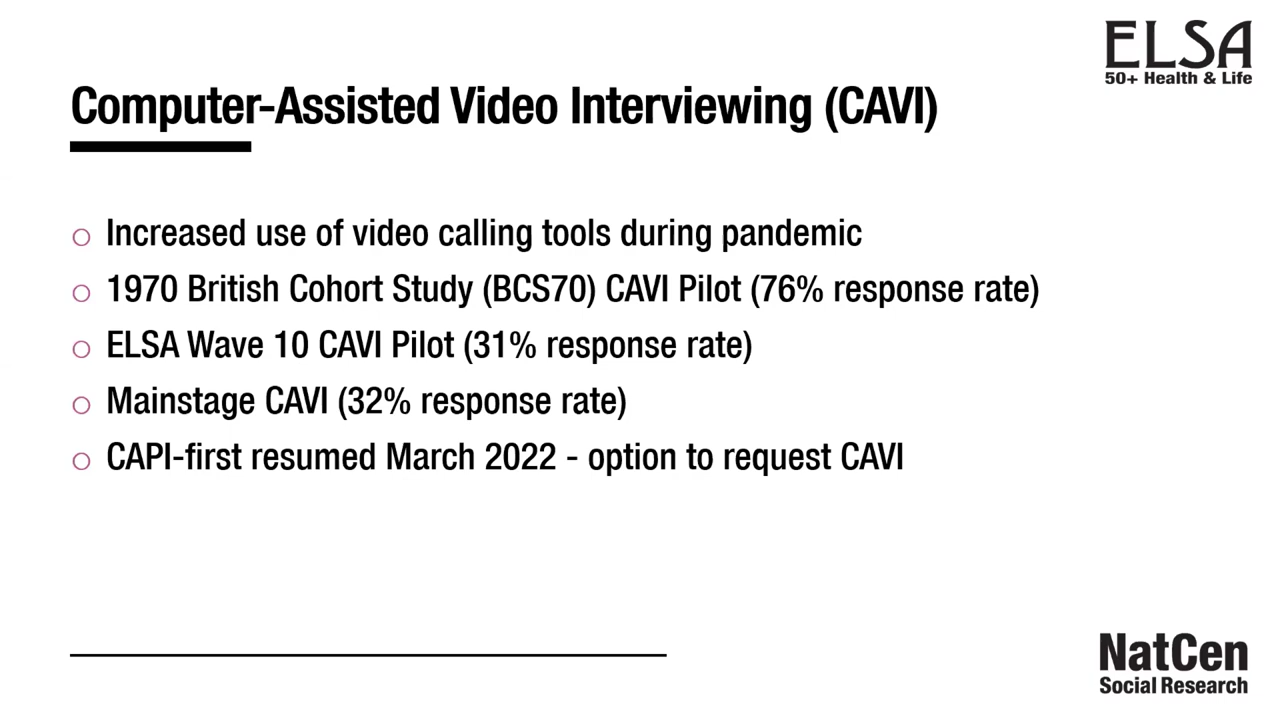 ELSA
50+ Health & Life
Computer-Assisted Video Interviewing (CAVI)
Increased use of video calling tools during pandemic
1970 British Cohort Study (BCS70) CAVI Pilot (76% response rate)
ELSA Wave 10 CAVI Pilot (31% response rate)
Mainstage CAVI (32% response rate)
CAPI-first resumed March 2022 - option to request CAVI
NatCen
Social Research